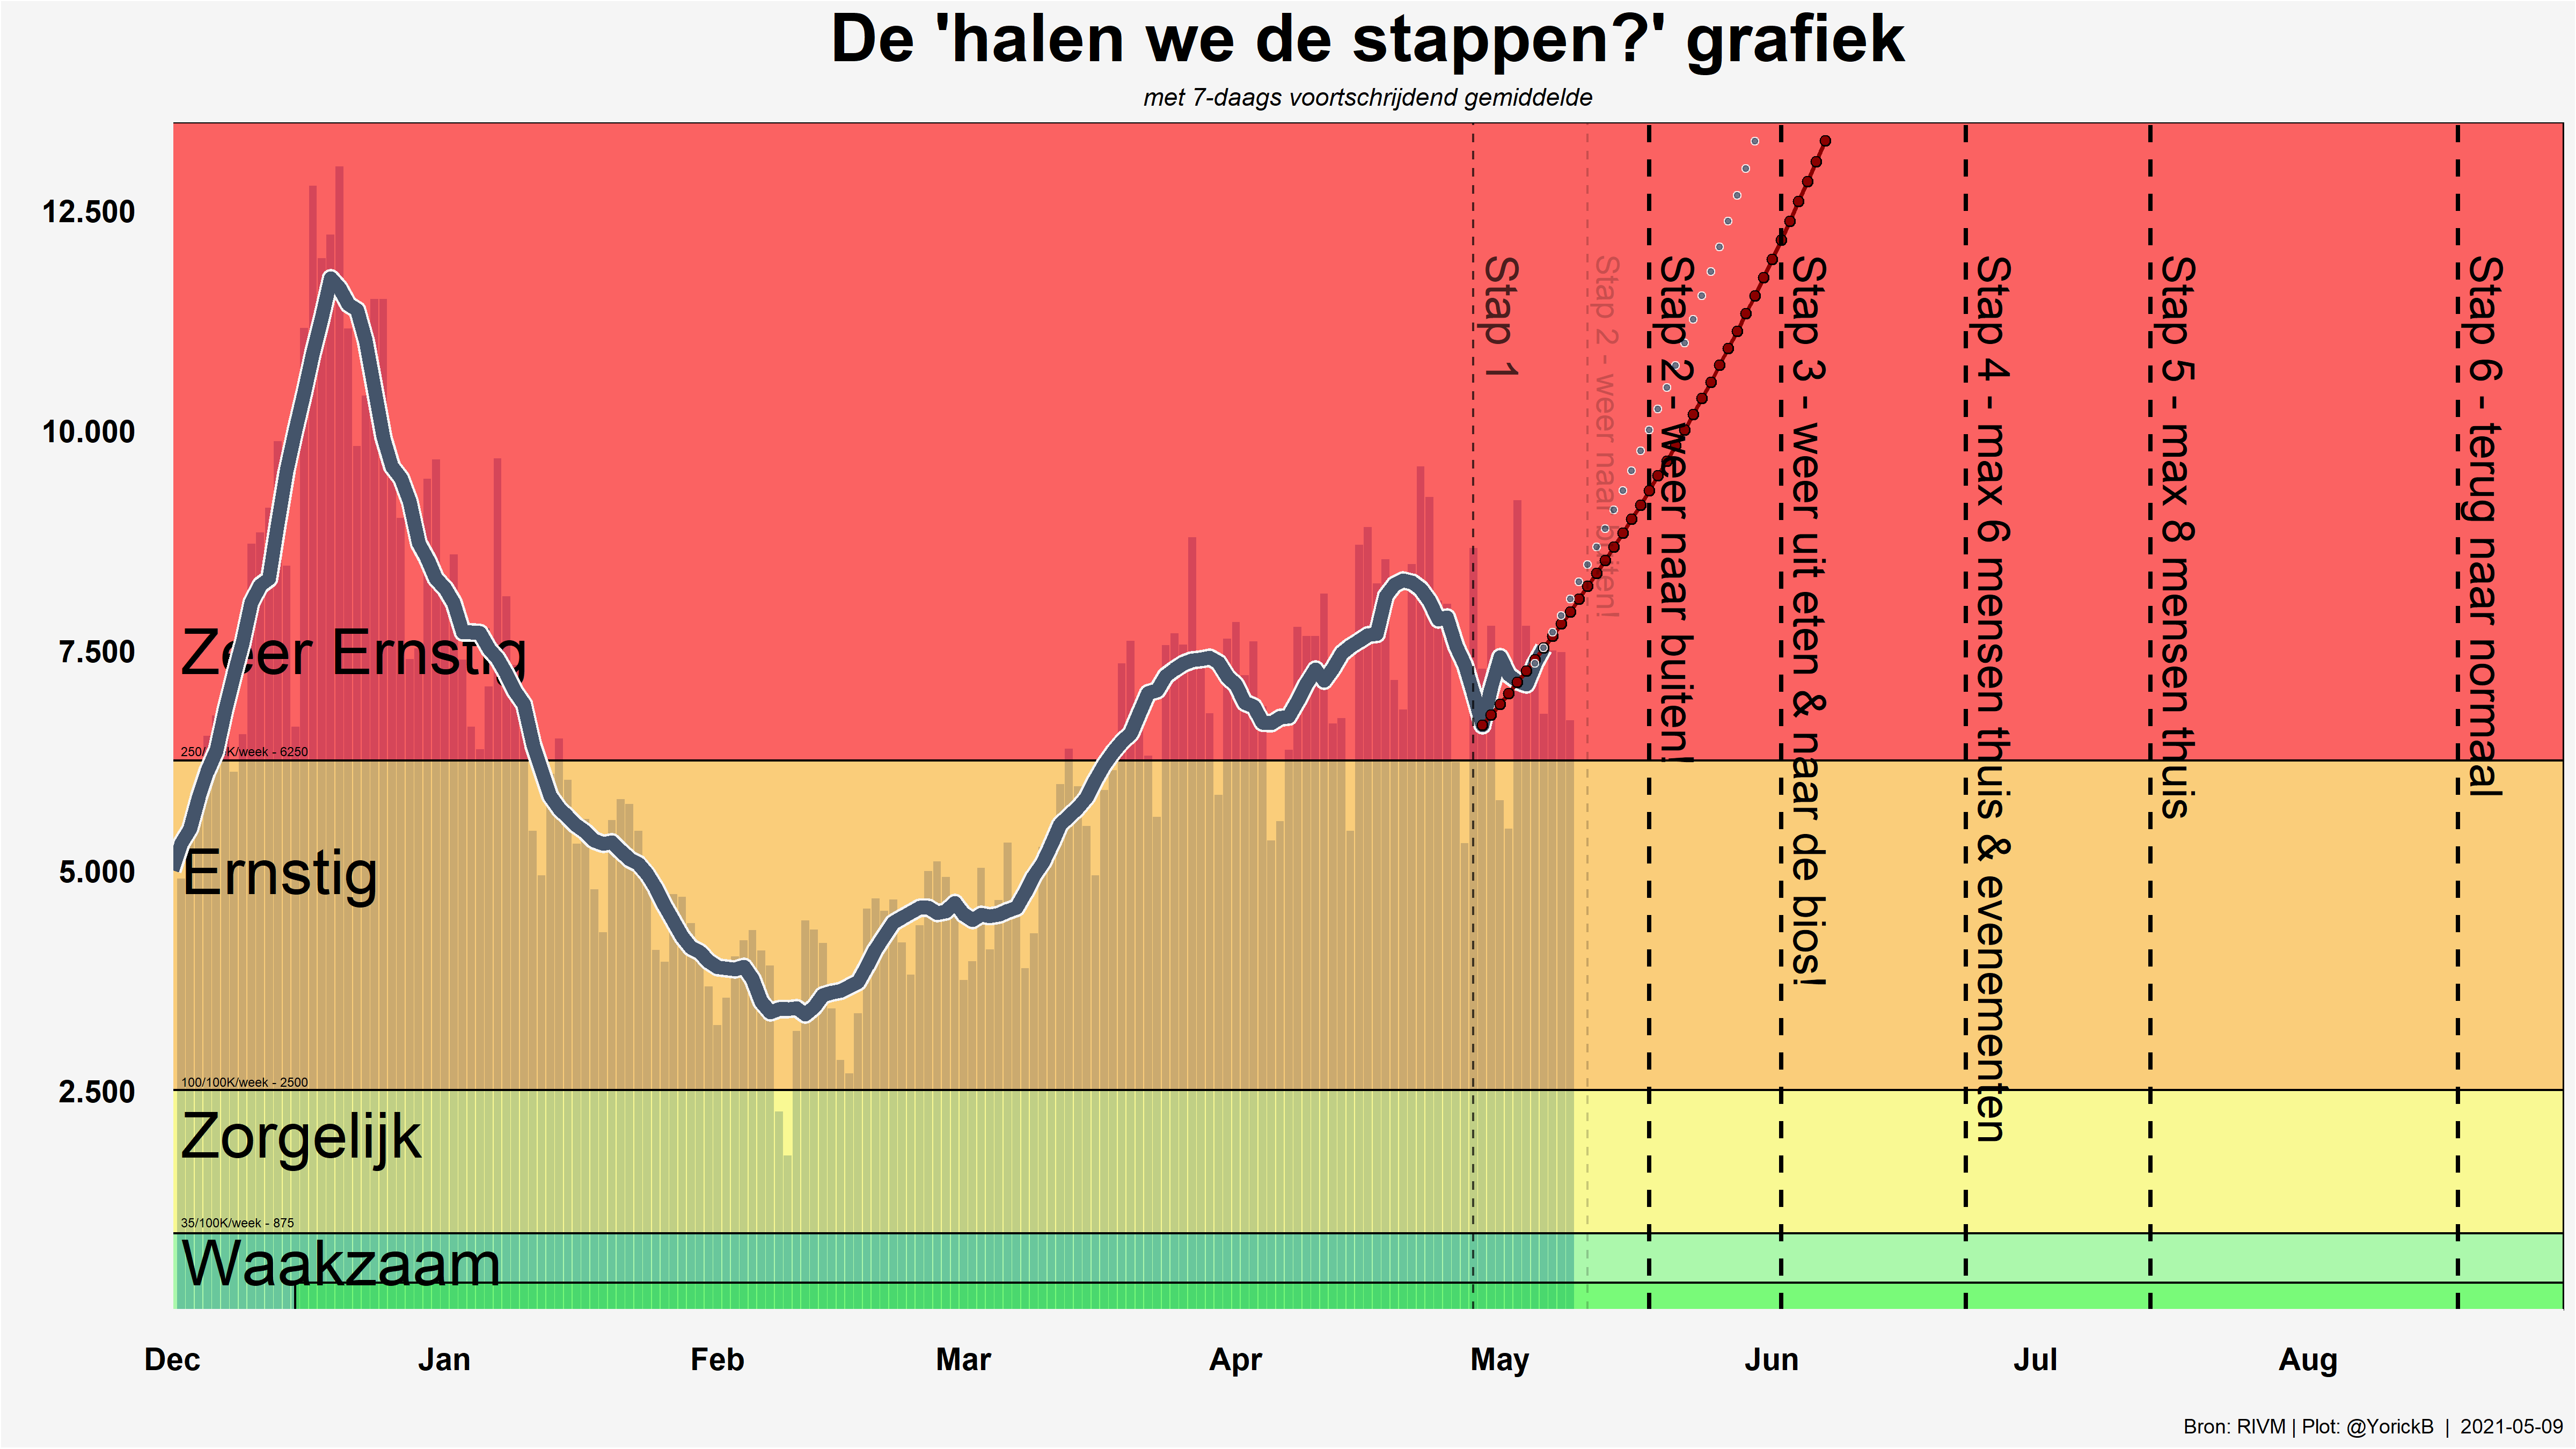 De 'halen we de stappen?' grafiek
met 7-daags voortschrijdend gemiddelde
12.500
10.000
7.500
5.000
2.500
Zeer Ernstig
250/100K/week - 6250
Ernstig
100/100K/week - 2500
Zorgelijk
35/100K/week - 875
Waakzaam
Stap 1
Stap 2 - weer naar buiten!
Stap 2 - weer naar buiten!
Stap 3 - weer uit eten & naar de bios!
Stap 4 - max 6 mensen thuis & evenementen
Stap 5 - max 8 mensen thuis
Stap 6 - terug naar normaal
Dec Jan Feb Mar Apr May Jun Jul Aug
Bron: RIVM | Plot: @YorickB | 2021-05-09